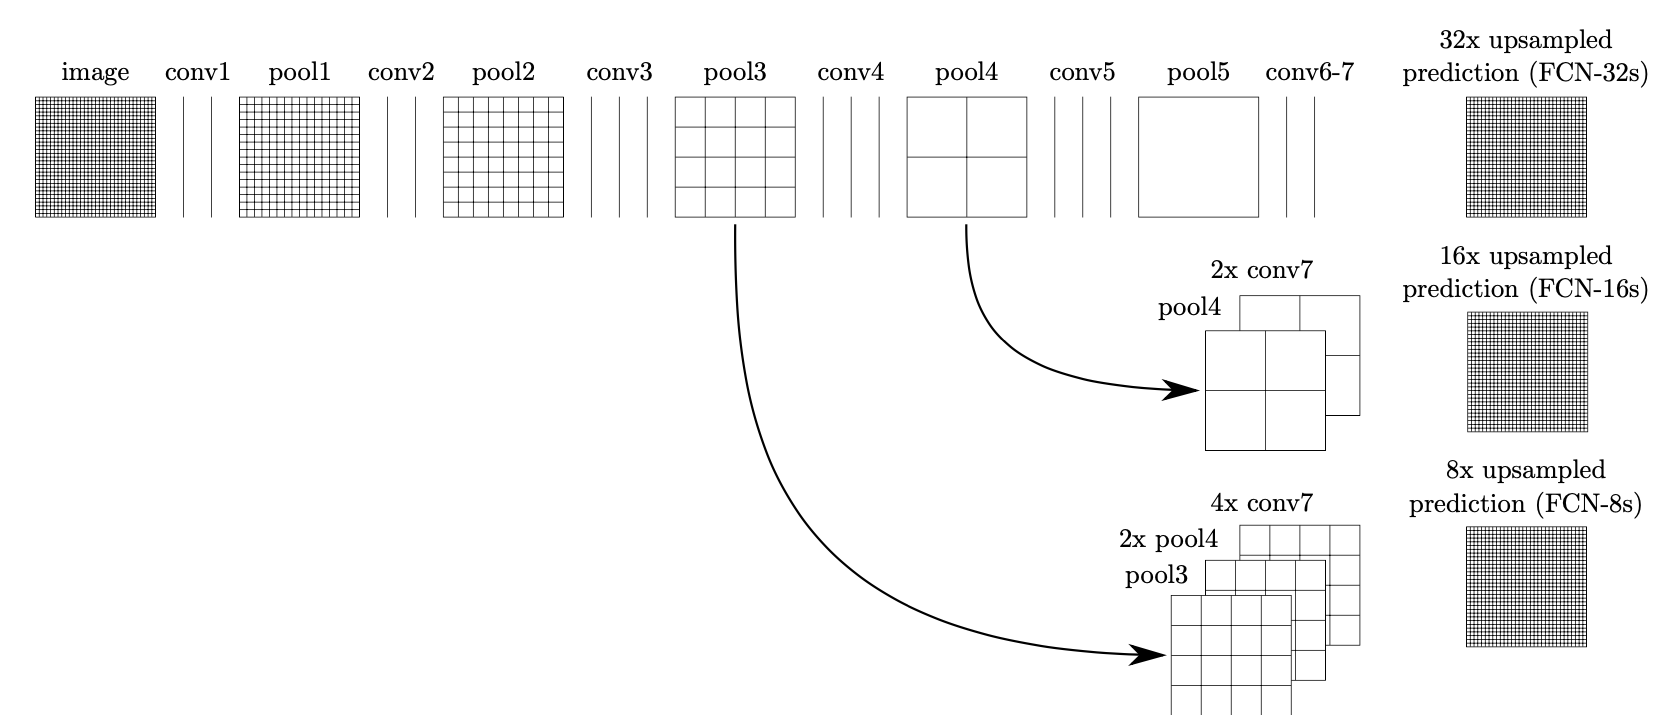 image conv1 pool1 conv2 pool2 conv3 pool3 conv4 pool4 conv5 pool5 conv6-7
32x upsampled
prediction (FCN-32s)
2x conv7
pool4
16x upsampled
prediction (FCN-16s)
4x conv7
2x pool4
pool3
8x upsampled
prediction (FCN-8s)